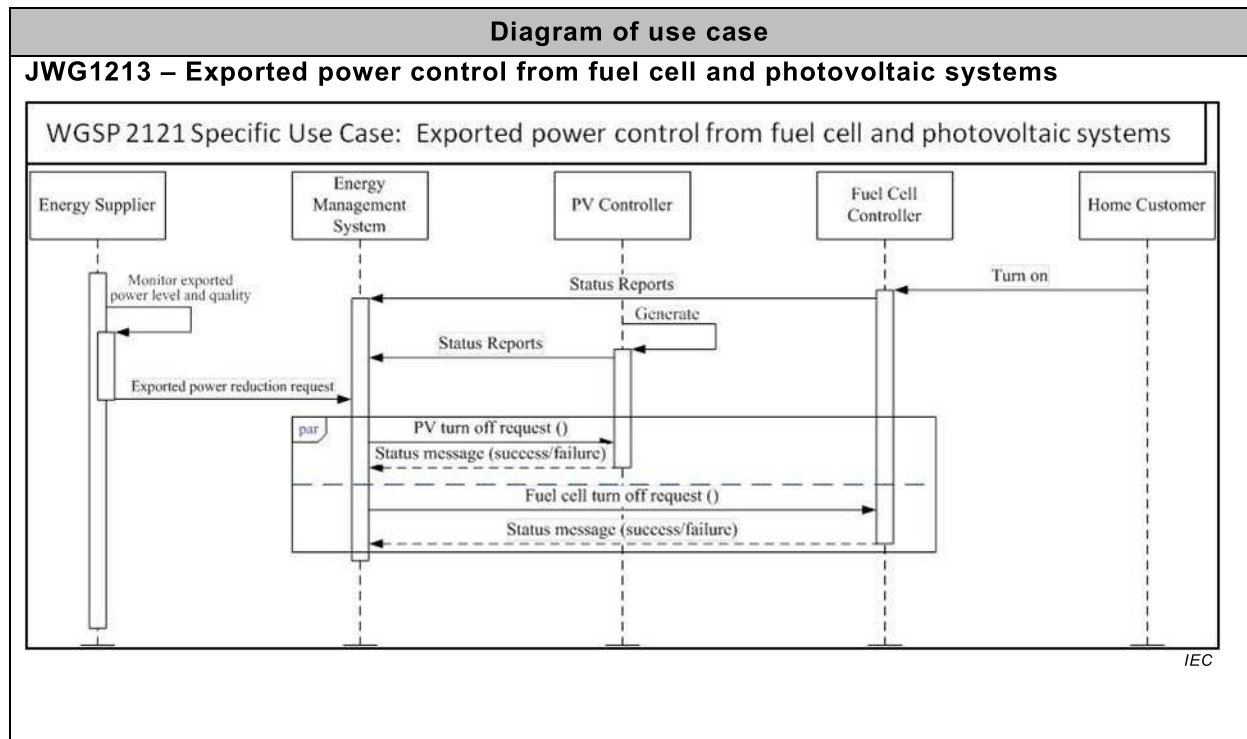 Diagram of use case
JWG1213 – Exported power control from fuel cell and photovoltaic systems
WGSP 2121 Specific Use Case:  Exported power control from fuel cell and photovoltaic systems
Energy Supplier
Energy
Management
System
PV Controller
Fuel Cell
Controller
Home Customer
Monitor exported
power level and quality
Status Reports
Turn on
Generate
Status Reports
Exported power reduction request
par
PV turn off request ()
Status message (success/failure)
Fuel cell turn off request ()
Status message (success/failure)
IEC